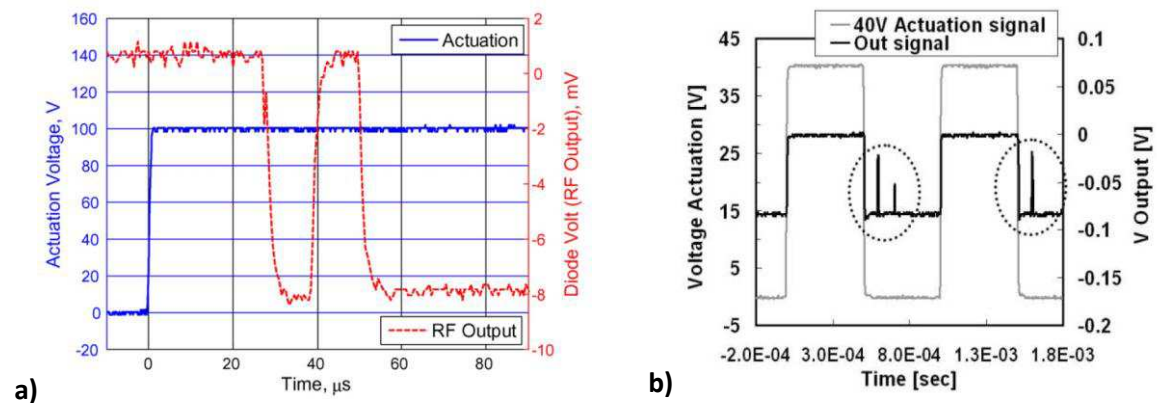 160
140
120
100
80
60
40
20
0
-20
Actuation Voltage, V
Actuation
RF Output
0
20
40
60
80
Time, μs
2
0
-2
-4
-6
-8
-10
Diode Volt (RF Output), mV
a)
40V Actuation signal
Out signal
45
35
25
15
5
-5
Voltage Actuation [V]
0.1
0.05
0
-0.05
-0.1
-0.15
-0.2
V Output [V]
-2.0E-04
3.0E-04
8.0E-04
1.3E-03
1.8E-03
Time [sec]
b)